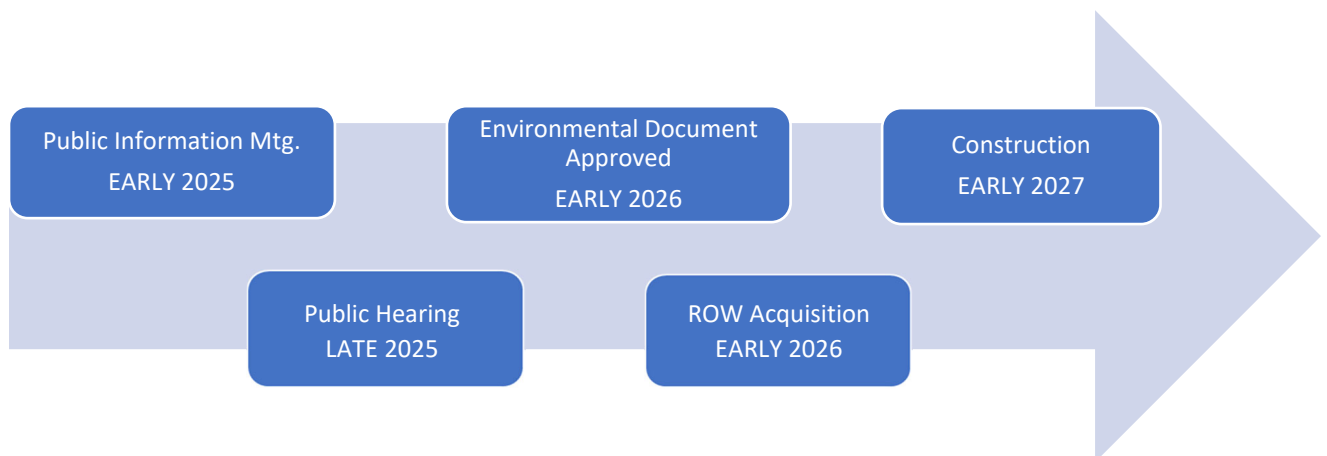 Public Information Mtg.
EARLY 2025
Environmental Document
Approved
EARLY 2026
Construction
EARLY 2027
Public Hearing
LATE 2025
ROW Acquisition
EARLY 2026